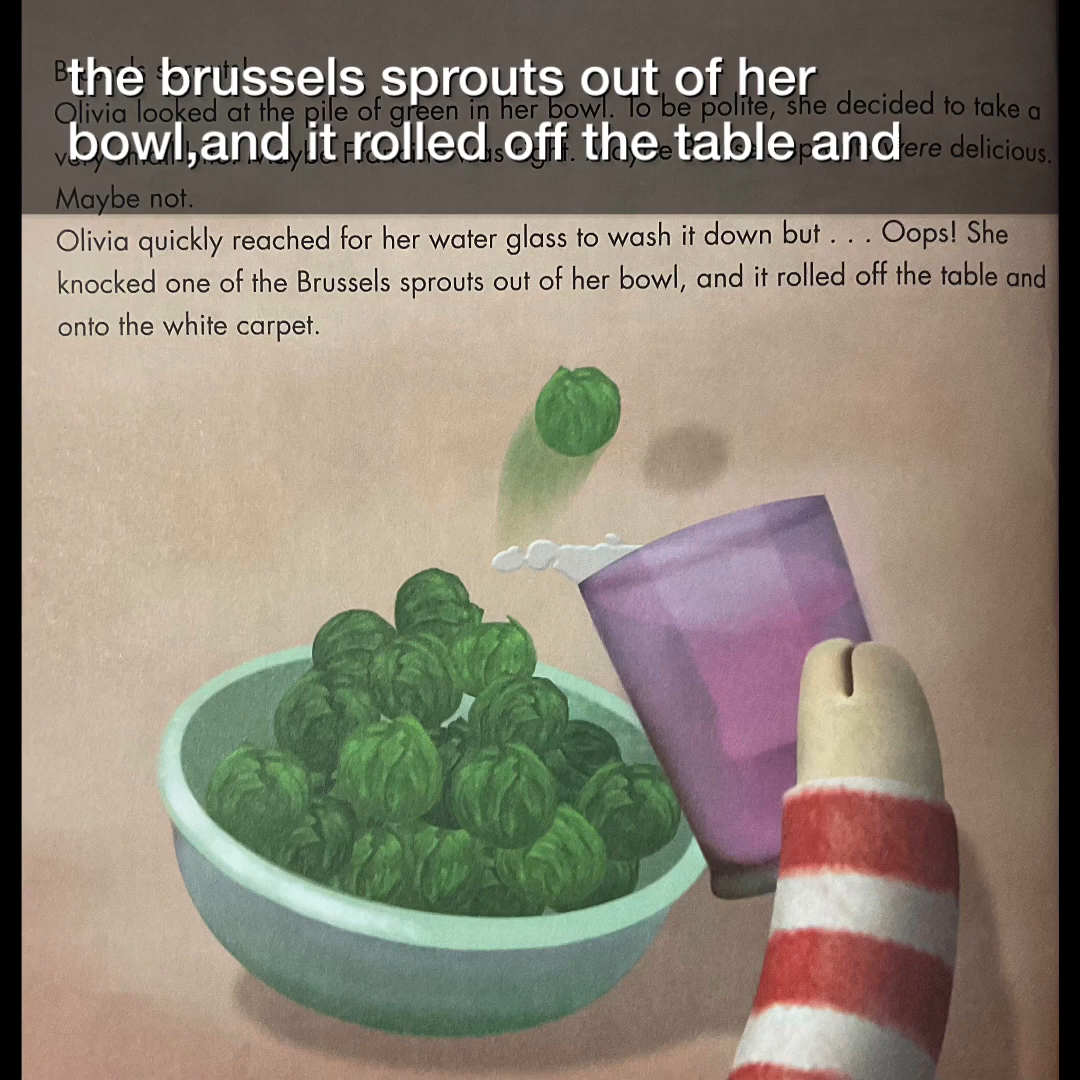 the brussels sprouts out of her
bowl,and it rolled off the table and
Brussels sprouts!
Olivia looked at the pile of green in her bowl. To be polite, she decided to take a
were delicious.
Maybe not.
Olivia quickly reached for her water glass to wash it down but . . . Oops! She
knocked one of the Brussels sprouts out of her bowl, and it rolled off the table and
onto the white carpet.